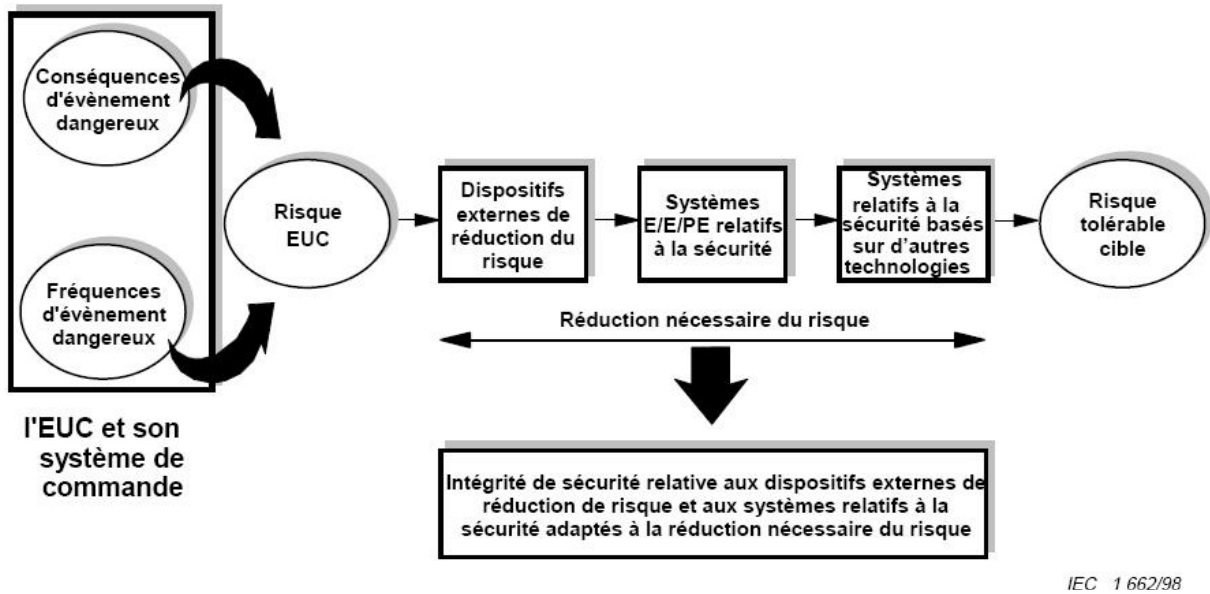 Conséquences
d'évènement
dangereux
Fréquences
d'évènement
dangereux
l'EUC et son
système de
commande
Risque
EUC
Dispositifs
externes de
réduction du
risque
Systèmes
E/E/PE relatifs
à la sécurité
Systèmes
relatifs à la
sécurité basés
sur d'autres
technologies
Risque
tolérable
cible
Réduction nécessaire du risque
Intégrité de sécurité relative aux dispositifs externes de
réduction de risque et aux systèmes relatifs à la
sécurité adaptés à la réduction nécessaire du risque
IEC 1 662/98